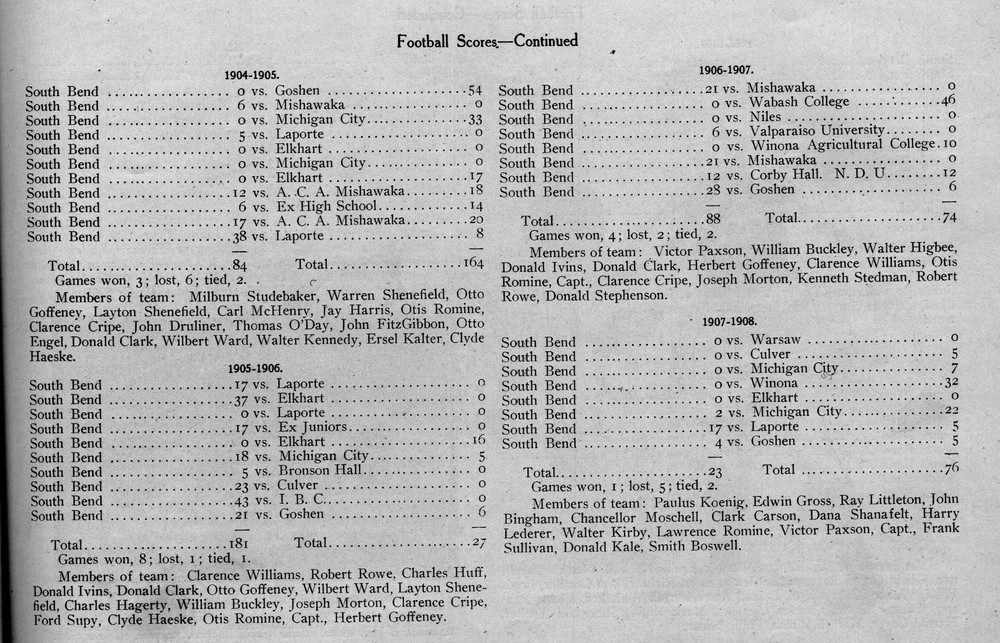 Football Scores.—Continued
1904-1905.
South Bend .................. 0 vs. Goshen .....................54
South Bend .................. 6 vs. Mishawaka .................. 0
South Bend .................. 0 vs. Michigan City...............33
South Bend .................. 5 vs. Laporte .................... 0
South Bend .................. 0 vs. Elkhart .................... 0
South Bend .................. 0 vs. Michigan City............... 0
South Bend .................. 0 vs. Elkhart ....................17
South Bend ..................12 vs. A. C. A. Mishawaka.........18
South Bend .................. 6 vs. Ex High School.............14
South Bend ..................17 vs. A. C. A. Mishawaka.........20
South Bend ..................38 vs. Laporte .................... 8
Total......................84 Total....................164
Games won, 3; lost, 6; tied, 2.
Members of team: Milburn Studebaker, Warren Shenefield, Otto
Goffeney, Layton Shenefield, Carl McHenry, Jay Harris, Otis Romine,
Clarence Cripe, John Druliner, Thomas O'Day, John FitzGibbon, Otto
Engel, Donald Clark, Wilbert Ward, Walter Kennedy, Ersel Kalter, Clyde
Haeske.
1905-1906.
South Bend ..................17 vs. Laporte .................... 0
South Bend ..................37 vs. Elkhart .................... 0
South Bend .................. 0 vs. Laporte .................... 0
South Bend ..................17 vs. Ex Juniors................. 0
South Bend .................. 0 vs. Elkhart ....................16
South Bend ..................18 vs. Michigan City.............. 5
South Bend .................. 5 vs. Bronson Hall............... 0
South Bend ..................23 vs. Culver ..................... 0
South Bend ..................43 vs. I. B. C.................... 0
South Bend ..................21 vs. Goshen ..................... 6
Total.....................181 Total.....................27
Games won, 8; lost, 1; tied, 1.
Members of team: Clarence Williams, Robert Rowe, Charles Huff,
Donald Ivins, Donald Clark, Otto Goffeney, Wilbert Ward, Layton Shene-
field, Charles Hagerty, William Buckley, Joseph Morton, Clarence Cripe,
Ford Supy, Clyde Haeske, Otis Romine, Capt., Herbert Goffeney.
1906-1907.
South Bend ..................21 vs. Mishawaka .................. 0
South Bend .................. 0 vs. Wabash College ............46
South Bend .................. 0 vs. Niles ...................... 0
South Bend .................. 6 vs. Valparaiso University........ 0
South Bend .................. 0 vs. Winona Agricultural College.10
South Bend ..................21 vs. Mishawaka .................. 0
South Bend ..................12 vs. Corby Hall. N. D. U........12
South Bend ..................28 vs. Goshen ..................... 6
Total......................88 Total.....................74
Games won, 4; lost, 2; tied, 2.
Members of team: Victor Paxson, William Buckley, Walter Higbee,
Donald Ivins, Donald Clark, Herbert Goffeney, Clarence Williams, Otis
Romine, Capt., Clarence Cripe, Joseph Morton, Kenneth Stedman, Robert
Rowe, Donald Stephenson.
1907-1908.
South Bend .................. 0 vs. Warsaw ..................... 0
South Bend .................. 0 vs. Culver ..................... 5
South Bend .................. 0 vs. Michigan City.............. 7
South Bend .................. 0 vs. Winona .....................32
South Bend .................. 0 vs. Elkhart .................... 0
South Bend .................. 2 vs. Michigan City..............22
South Bend ..................17 vs. Laporte .................... 5
South Bend .................. 4 vs. Goshen ..................... 5
Total......................23 Total .....................76
Games won, 1; lost, 5; tied, 2.
Members of team: Paulus Koenig, Edwin Gross, Ray Littleton, John
Bingham, Chancellor Moschell, Clark Carson, Dana Shanafelt, Harry
Lederer, Walter Kirby, Lawrence Romine, Victor Paxson, Capt., Frank
Sullivan, Donald Kale, Smith Boswell.